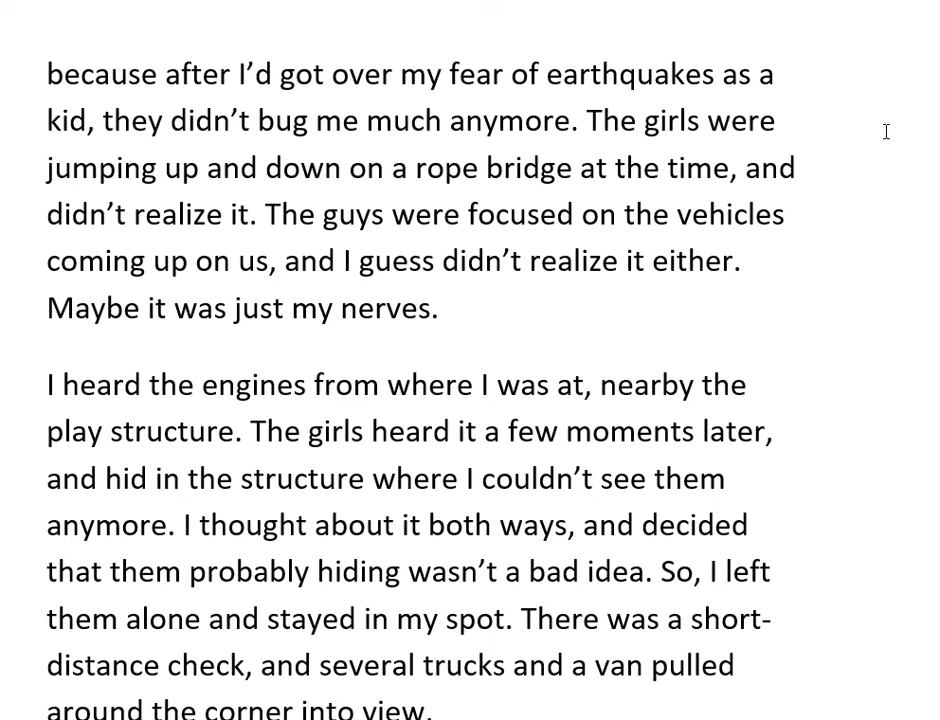 because after I’d got over my fear of earthquakes as a
kid, they didn’t bug me much anymore. The girls were
jumping up and down on a rope bridge at the time, and
didn’t realize it. The guys were focused on the vehicles
coming up on us, and I guess didn’t realize it either.
Maybe it was just my nerves.
I heard the engines from where I was at, nearby the
play structure. The girls heard it a few moments later,
and hid in the structure where I couldn’t see them
anymore. I thought about it both ways, and decided
that them probably hiding wasn’t a bad idea. So, I left
them alone and stayed in my spot. There was a short-
distance check, and several trucks and a van pulled
around the corner into view.